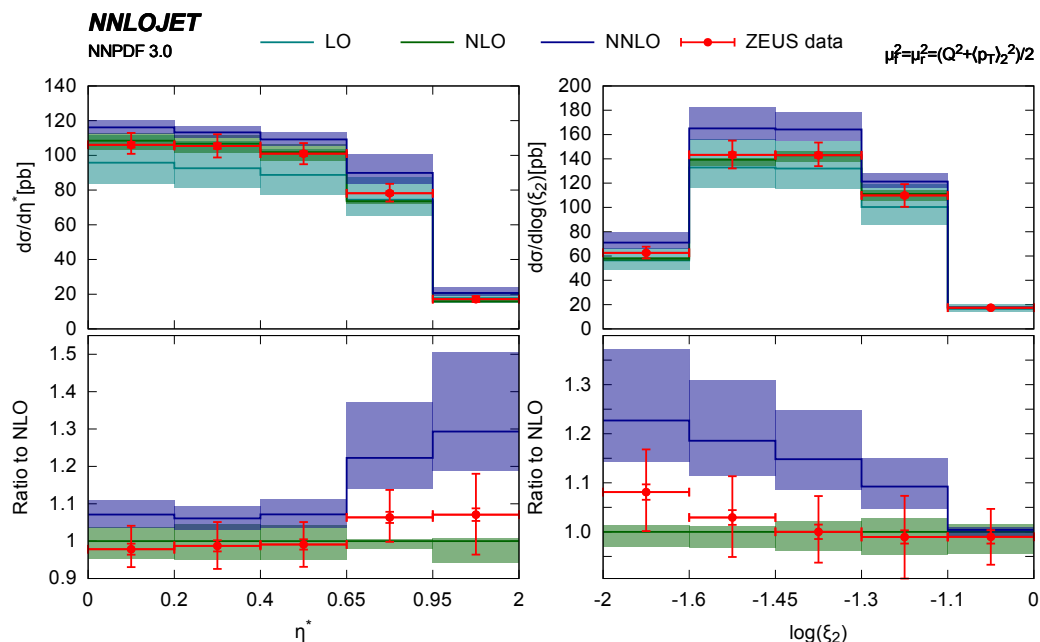 NNLOJET
NNPDF 3.0
LO NLO NNLO ZEUS data
μ_f²=μ_r²=(Q²+⟨p_T⟩₂²)/2
dσ/dη* [pb]
140
120
100
80
60
40
20
0
dσ/dlog(ξ₂)[pb]
200
180
160
140
120
100
80
60
40
20
0
Ratio to NLO
1.5
1.4
1.3
1.2
1.1
1
0.9
0 0.2 0.4 0.65 0.95 2
η*
Ratio to NLO
1.3
1.2
1.1
1.0
-2 -1.6 -1.45 -1.3 -1.1 0
log(ξ₂)